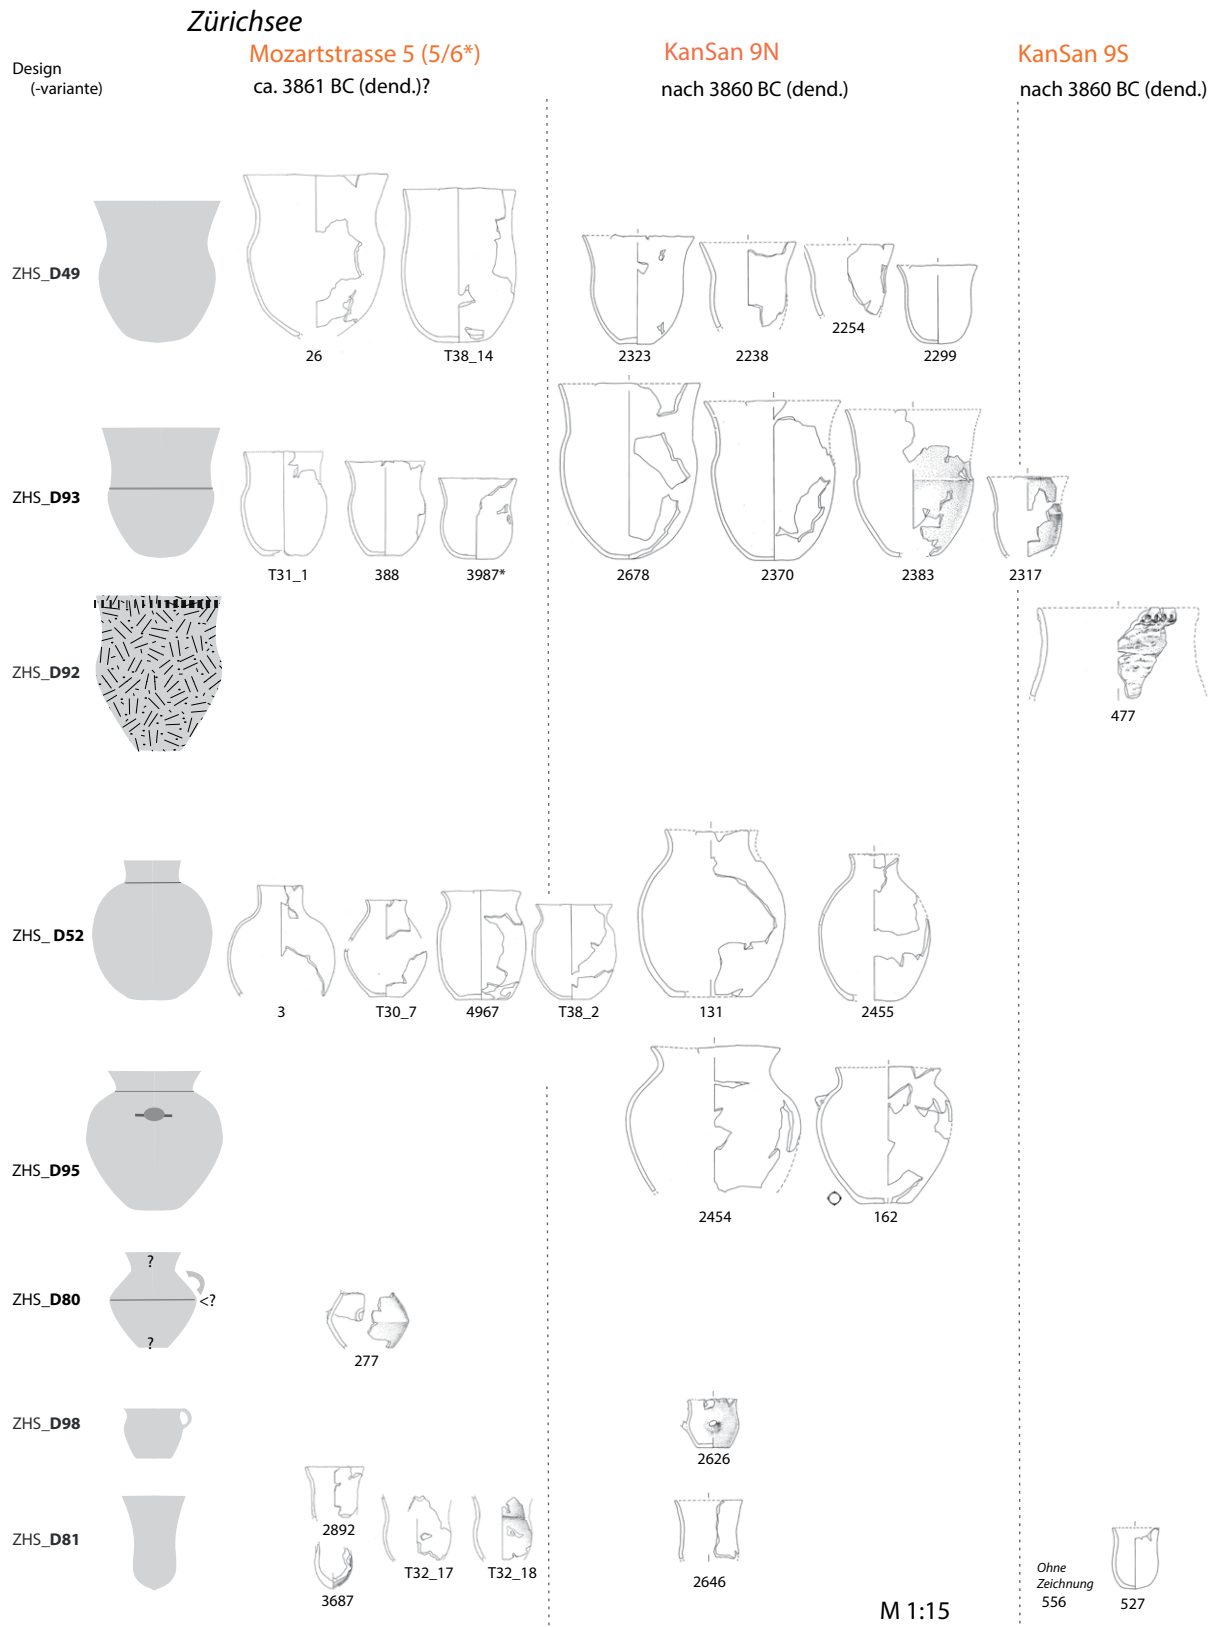 Zürichsee
Design
(-variante)
Mozartstrasse 5 (5/6*)
ca. 3861 BC (dend.)?
KanSan 9N
nach 3860 BC (dend.)
KanSan 9S
nach 3860 BC (dend.)
ZHS_D49
26
T38_14
2323
2238
2254
2299
ZHS_D93
T31_1
388
3987*
2678
2370
2383
2317
ZHS_D92
477
ZHS_ D52
3
T30_7
4967
T38_2
131
2455
ZHS_D95
2454
162
ZHS_D80
?
<?
?
277
ZHS_D98
2626
ZHS_D81
2892
3687
T32_17
T32_18
2646
Ohne
Zeichnung
556
527
M 1:15